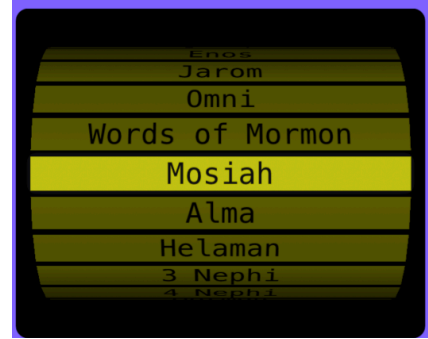 Enos
Jarom
Omni
Words of Mormon
Mosiah
Alma
Helaman
3 Nephi
4 Nephi